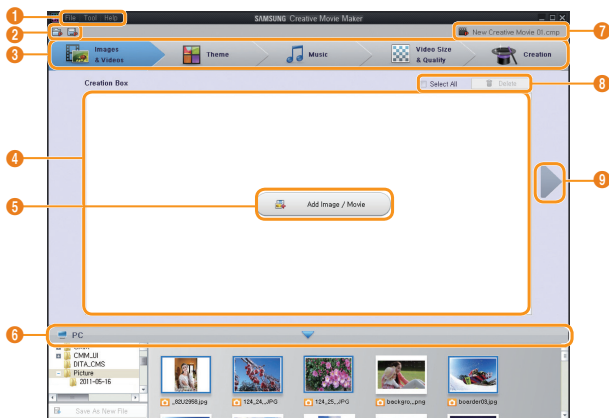 1
File Tool Help
SAMSUNG Creative Movie Maker
2
New Creative Movie 01.cmp
7
3
Images
& Videos
Theme
Music
Video Size
& Quality
Creation
Creation Box
Select All
Delete
8
4
9
5
Add Image / Movie
6
PC
CMM_UI
DITA_CMS
Picture
2011-05-16
_82U2958.jpg
124_24_.JPG
124_25_.JPG
backgro_.png
boarder03.jpg
Save As New File